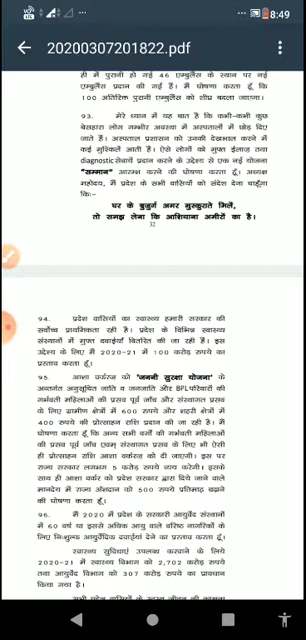 8:49
20200307201822.pdf
ही में पुरानी हो गई 46 एम्बुलेंस के स्थान पर नई
एम्बुलेंस प्रदान की गई हैं। मैं घोषणा करता हूँ कि
100 अतिरिक्त पुरानी एम्बुलेंस को शीघ्र बदला जाएगा।
93. मेरे ध्यान में यह बात है कि कभी-कभी कुछ
बेसहारा लोग गम्भीर अवस्था में अस्पतालों में छोड़ दिए
जाते हैं। अस्पताल प्रशासन को उनकी देखभाल करने में
कई मुश्किलें आती हैं। ऐसे लोगों को मुफ्त ईलाज तथा
diagnostic सेवायें प्रदान करने के उद्देश्य से एक नई योजना
"सम्मान" आरम्भ करने की घोषणा करता हूँ। अध्यक्ष
महोदय, मैं प्रदेश के सभी वासियों को संदेश देना चाहूँगा
कि:-
घर के बुजुर्ग अगर मुस्कुराते मिलें,
तो समझ लेना कि आशियाना अमीरों का है।
32
94. प्रदेश वासियों का स्वास्थ्य हमारी सरकार की
सर्वोच्च प्राथमिकता रही है। प्रदेश के विभिन्न स्वास्थ्य
संस्थानों में मुफ्त दवाईयाँ वितरित की जा रही हैं। इस
उद्देश्य के लिए मैं 2020-21 में 100 करोड़ रुपये का
प्रस्ताव करता हूँ।
95. आशा वर्करज़ को "जननी सुरक्षा योजना" के
अन्तर्गत अनुसूचित जाति व जनजाति और BPL परिवारों की
गर्भवती महिलाओं की प्रसव पूर्व जाँच और संस्थागत प्रसव
के लिए ग्रामीण क्षेत्रों में 600 रुपये और शहरी क्षेत्रों में
400 रुपये की प्रोत्साहन राशि प्रदान की जा रही है। मैं
घोषणा करता हूँ कि अन्य सभी वर्गों की गर्भवती महिलाओं
की प्रसव पूर्व जाँच एवम् संस्थागत प्रसव के लिए भी ऐसी
ही प्रोत्साहन राशि आशा वर्करज़ को दी जाएगी। इस पर
राज्य सरकार लगभग 5 करोड़ रुपये व्यय करेगी। इसके
साथ ही आशा वर्कर को प्रदेश सरकार द्वारा दिये जाने वाले
मानदेय में राज्य अंशदान को 500 रुपये प्रतिमाह बढ़ाने
की घोषणा करता हूँ।
96. मैं 2020 में प्रदेश के सरकारी आयुर्वेद संस्थानों
में 60 वर्ष या इससे अधिक आयु वाले वरिष्ठ नागरिकों के
लिए निःशुल्क आयुर्वेदिक दवाईयां देने का प्रस्ताव करता हूँ।
स्वास्थ्य सुविधाएं उपलब्ध करवाने के लिये
2020-21 में स्वास्थ्य विभाग को 2,702 करोड़ रुपये
तथा आयुर्वेद विभाग को 307 करोड़ रुपये का प्रावधान
किया गया है।